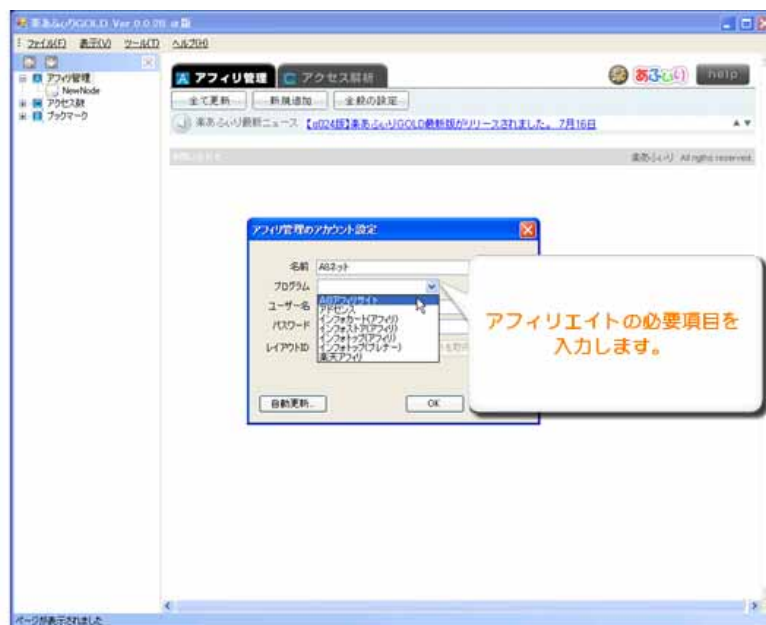 楽あふぃりGOLD Ver 0.0.26 α版
ファイル(F) 表示(V) ツール(T) ヘルプ(H)
アフィリ管理
NewNode
アクセス数
ブックマーク
アフィリ管理 アクセス解析
あふぃり help
全て更新 新規追加 全般の設定
楽あふぃり最新ニュース 【α024版】楽あふぃりGOLD最新版がリリースされました。 7月16日
楽あふぃり All rigths reserved.
アフィリ管理のアカウント設定
名前 A8ネット
プログラム
ユーザー名
パスワード
レイアウトID
A8アフィリサイト
アドセンス
インフォカート(アフィリ)
インフォストア(アフィリ)
インフォトップ(アフィリ)
インフォトップ(プレナー)
楽天アフィリ
自動更新..
OK
アフィリエイトの必要項目を
入力します。
ページが表示されました